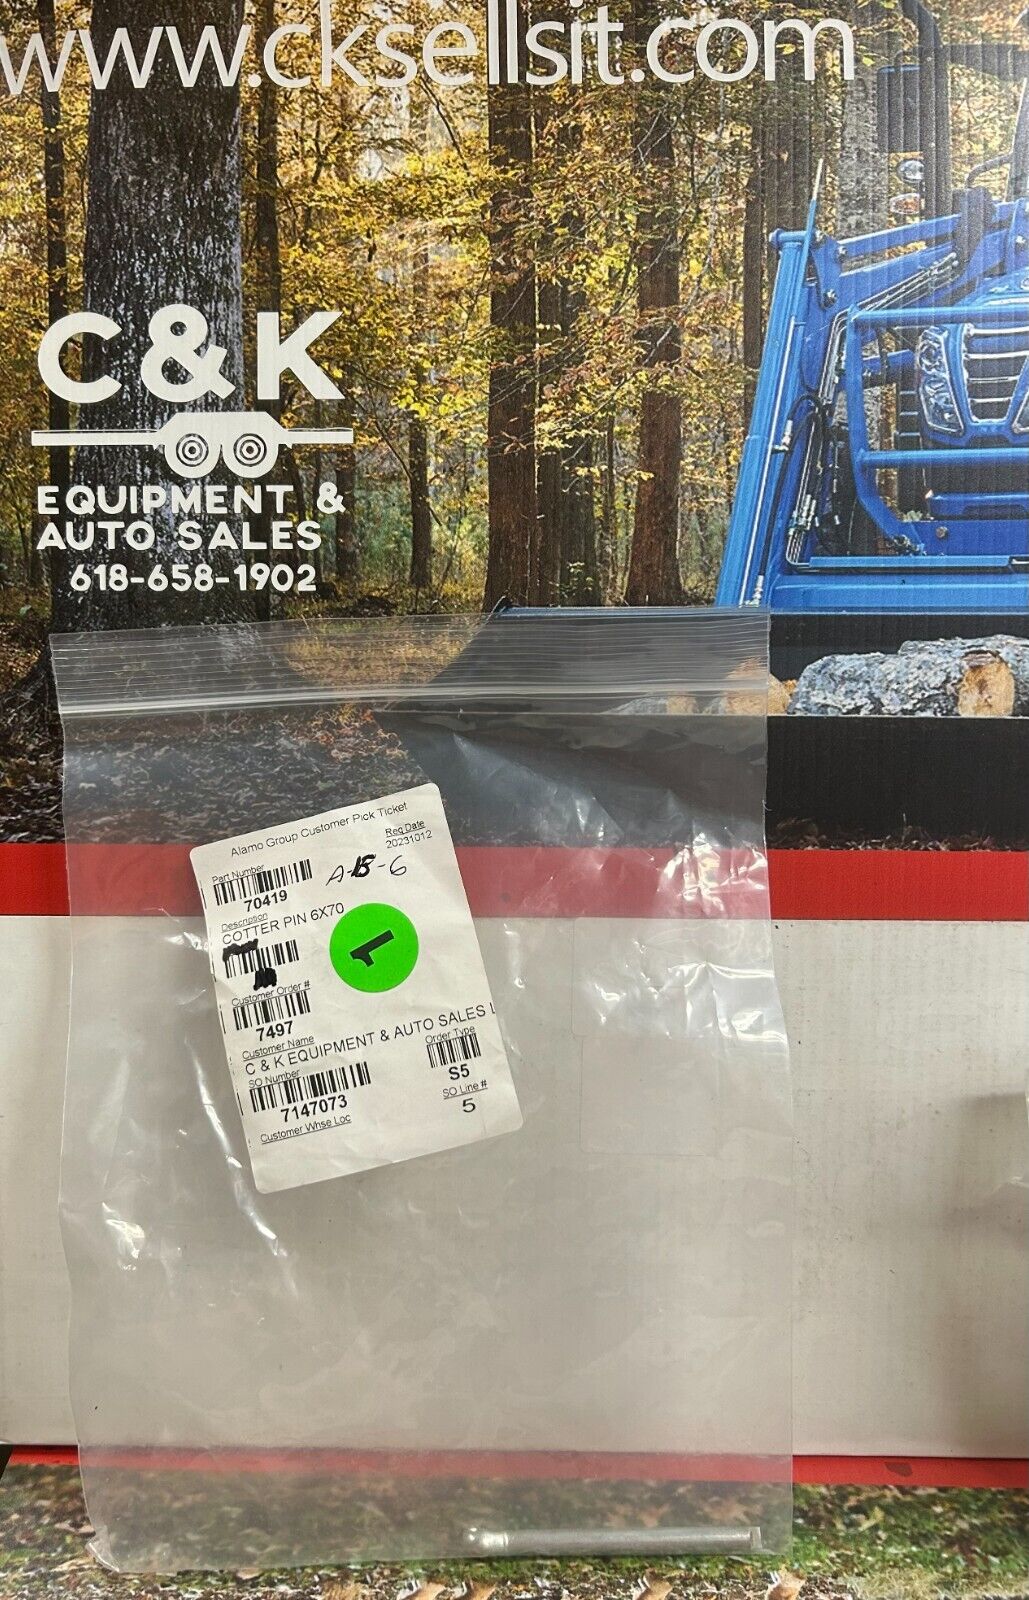 www.cksellsit.com
C & K
EQUIPMENT &
AUTO SALES
618-658-1902
Alamo Group Customer Pick Ticket
Part Number
Req Date
20231012
70419
A-B-6
Description
COTTER PIN 6X70
1
Customer Order #
7497
Customer Name
C & K EQUIPMENT & AUTO SALES L
SO Number
Order Type
7147073
S5
SO Line #
5
Customer Whse Loc